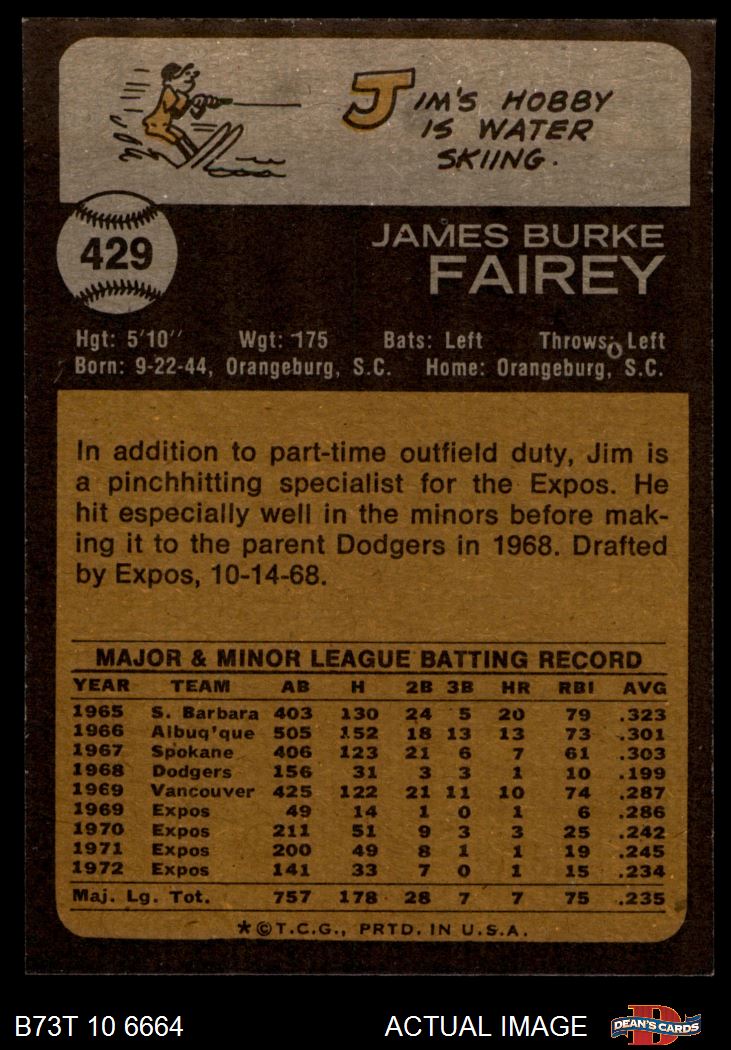 JIM'S HOBBY
IS WATER
SKIING.
429
JAMES BURKE
FAIREY
Hgt: 5'10" Wgt: 175 Bats: Left Throws: Left
Born: 9-22-44, Orangeburg, S.C. Home: Orangeburg, S.C.
In addition to part-time outfield duty, Jim is
a pinchhitting specialist for the Expos. He
hit especially well in the minors before mak-
ing it to the parent Dodgers in 1968. Drafted
by Expos, 10-14-68.
MAJOR & MINOR LEAGUE BATTING RECORD
YEAR TEAM AB H 2B 3B HR RBI AVG
1965 S. Barbara 403 130 24 5 20 79 .323
1966 Albuq'que 505 152 18 13 13 73 .301
1967 Spokane 406 123 21 6 7 61 .303
1968 Dodgers 156 31 3 3 1 10 .199
1969 Vancouver 425 122 21 11 10 74 .287
1969 Expos 49 14 1 0 1 6 .286
1970 Expos 211 51 9 3 3 25 .242
1971 Expos 200 49 8 1 1 19 .245
1972 Expos 141 33 7 0 1 15 .234
Maj. Lg. Tot. 757 178 28 7 7 75 .235
*©T.C.G., PRTD. IN U.S.A.
B73T 10 6664 ACTUAL IMAGE DEAN'S CARDS